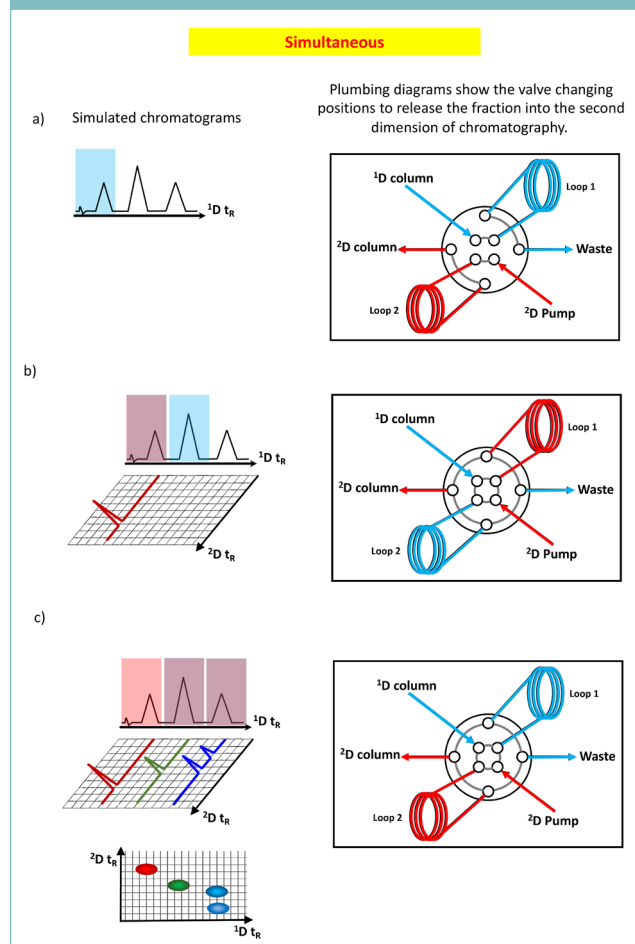 Simultaneous
Plumbing diagrams show the valve changing
positions to release the fraction into the second
dimension of chromatography.
a)
Simulated chromatograms
¹D tR
¹D column
Loop 1
²D column
Waste
Loop 2
²D Pump
b)
¹D tR
²D tR
¹D column
Loop 1
²D column
Waste
Loop 2
²D Pump
c)
¹D tR
²D tR
¹D column
Loop 1
²D column
Waste
Loop 2
²D Pump
²D tR
¹D tR